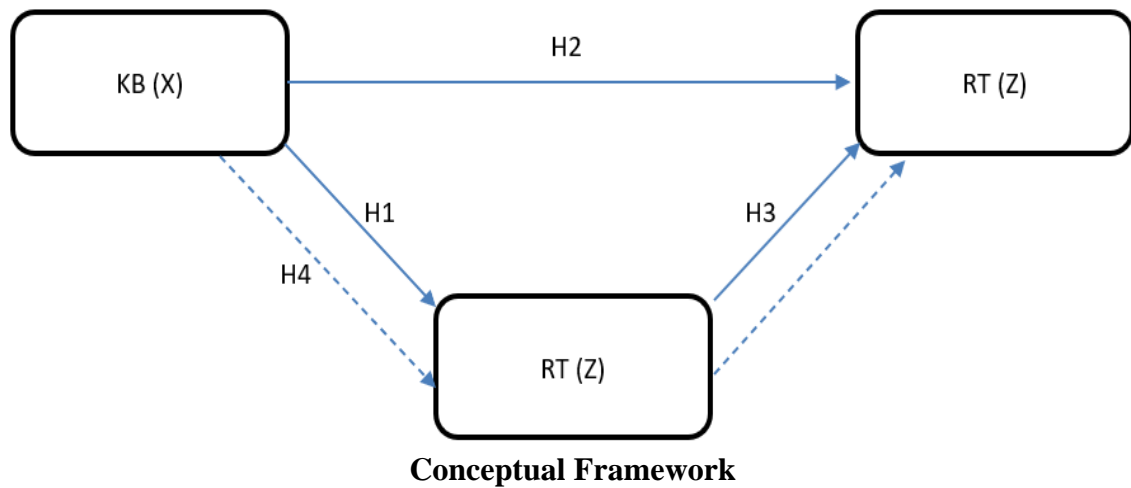 H2
KB (X)
RT (Z)
H1
H3
H4
RT (Z)
Conceptual Framework